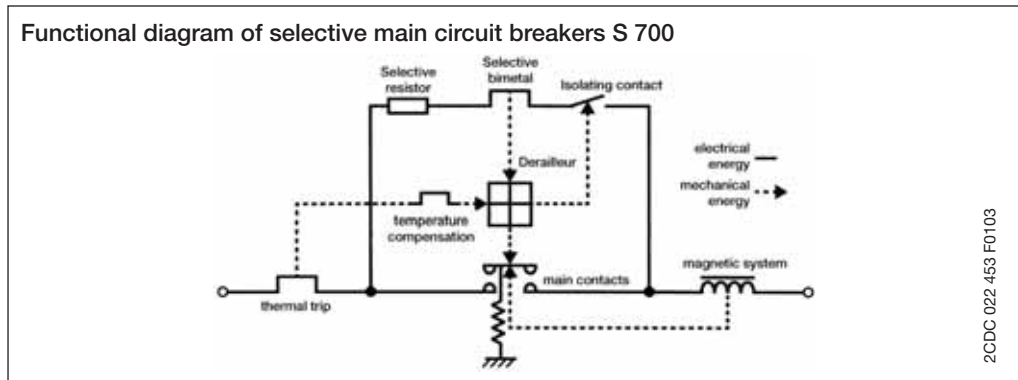 Functional diagram of selective main circuit breakers S 700
Selective
resistor
Selective
bimetal
Isolating contact
Derailleur
electrical
energy
mechanical
energy
temperature
compensation
main contacts
magnetic system
thermal trip
2CDC 022 453 F0103